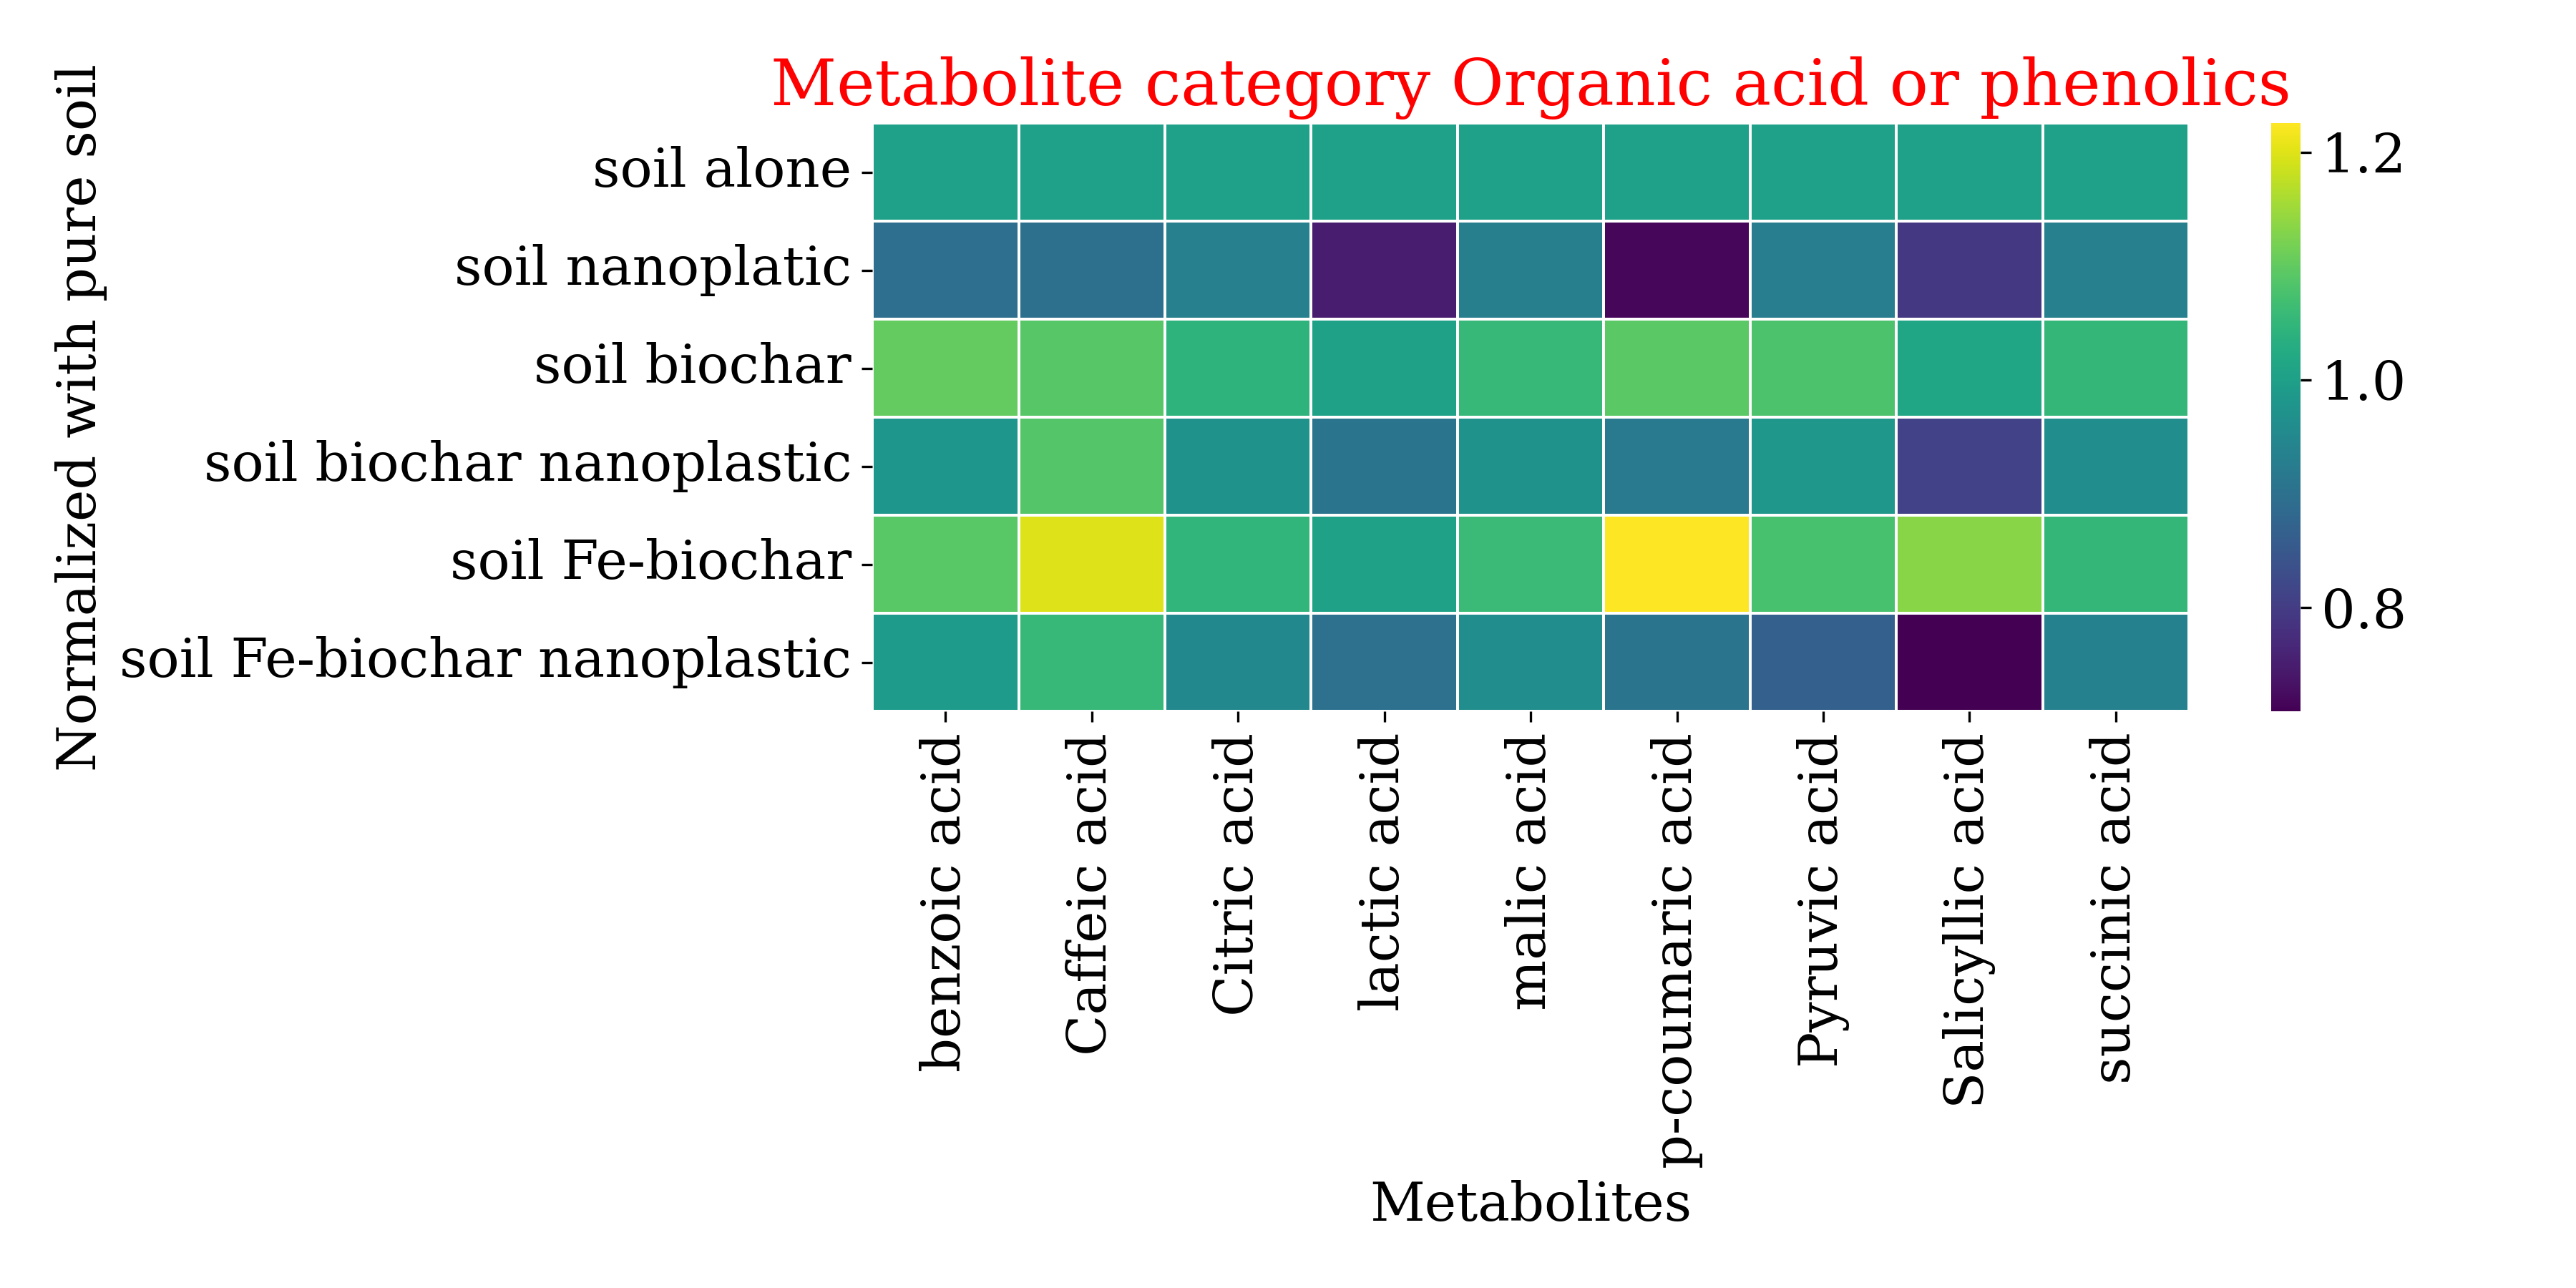 Metabolite category Organic acid or phenolics
Normalized with pure soil
soil alone
soil nanoplatic
soil biochar
soil biochar nanoplastic
soil Fe-biochar
soil Fe-biochar nanoplastic
1.2
1.0
0.8
benzoic acid
Caffeic acid
Citric acid
lactic acid
malic acid
p-coumaric acid
Pyruvic acid
Salicyllic acid
succinic acid
Metabolites